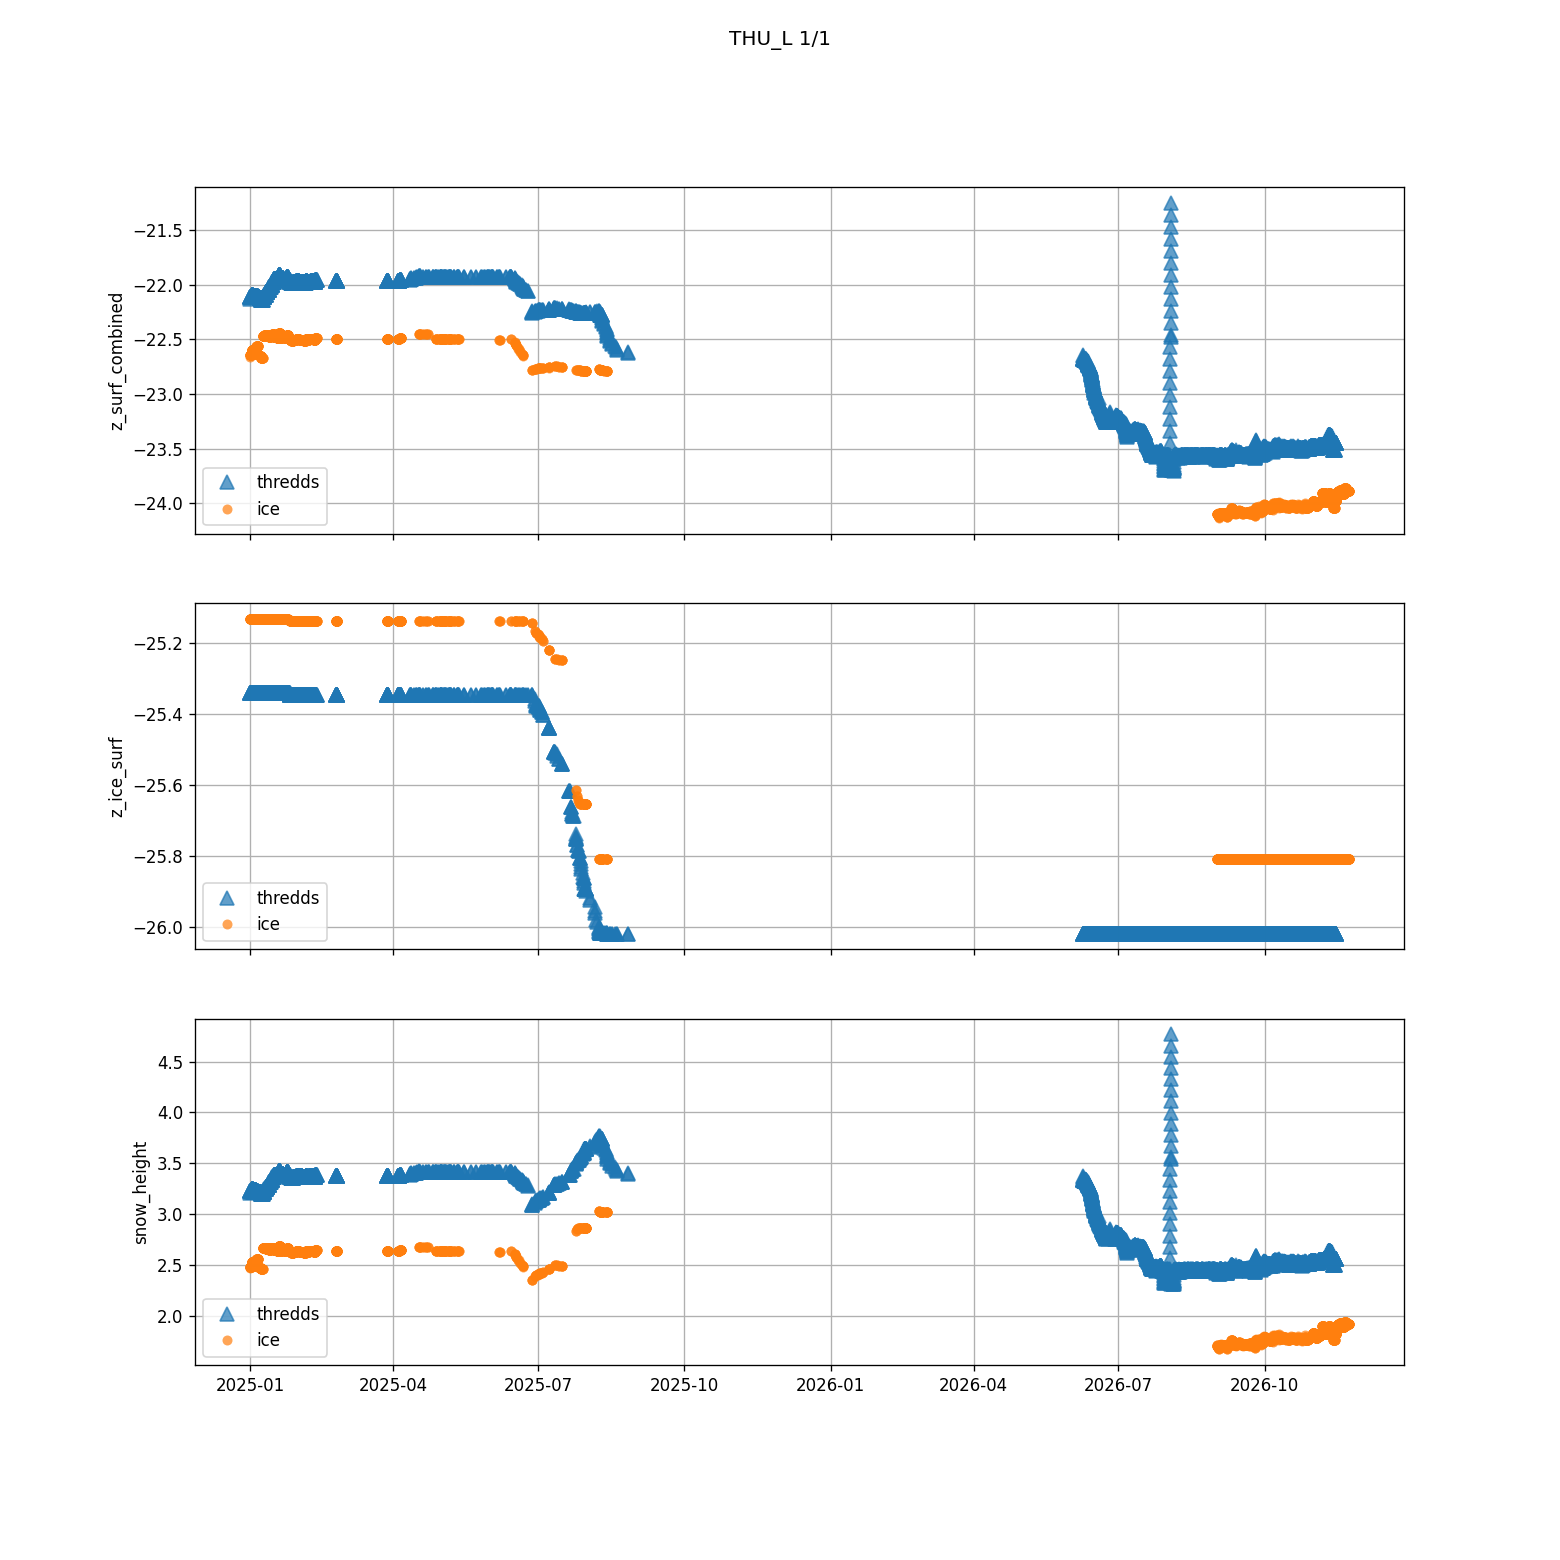 THU_L 1/1
−21.5
−22.0
−22.5
−23.0
−23.5
−24.0
z_surf_combined
thredds
ice
−25.2
−25.4
−25.6
−25.8
−26.0
z_ice_surf
thredds
ice
4.5
4.0
3.5
3.0
2.5
2.0
snow_height
thredds
ice
2025-01 2025-04 2025-07 2025-10 2026-01 2026-04 2026-07 2026-10